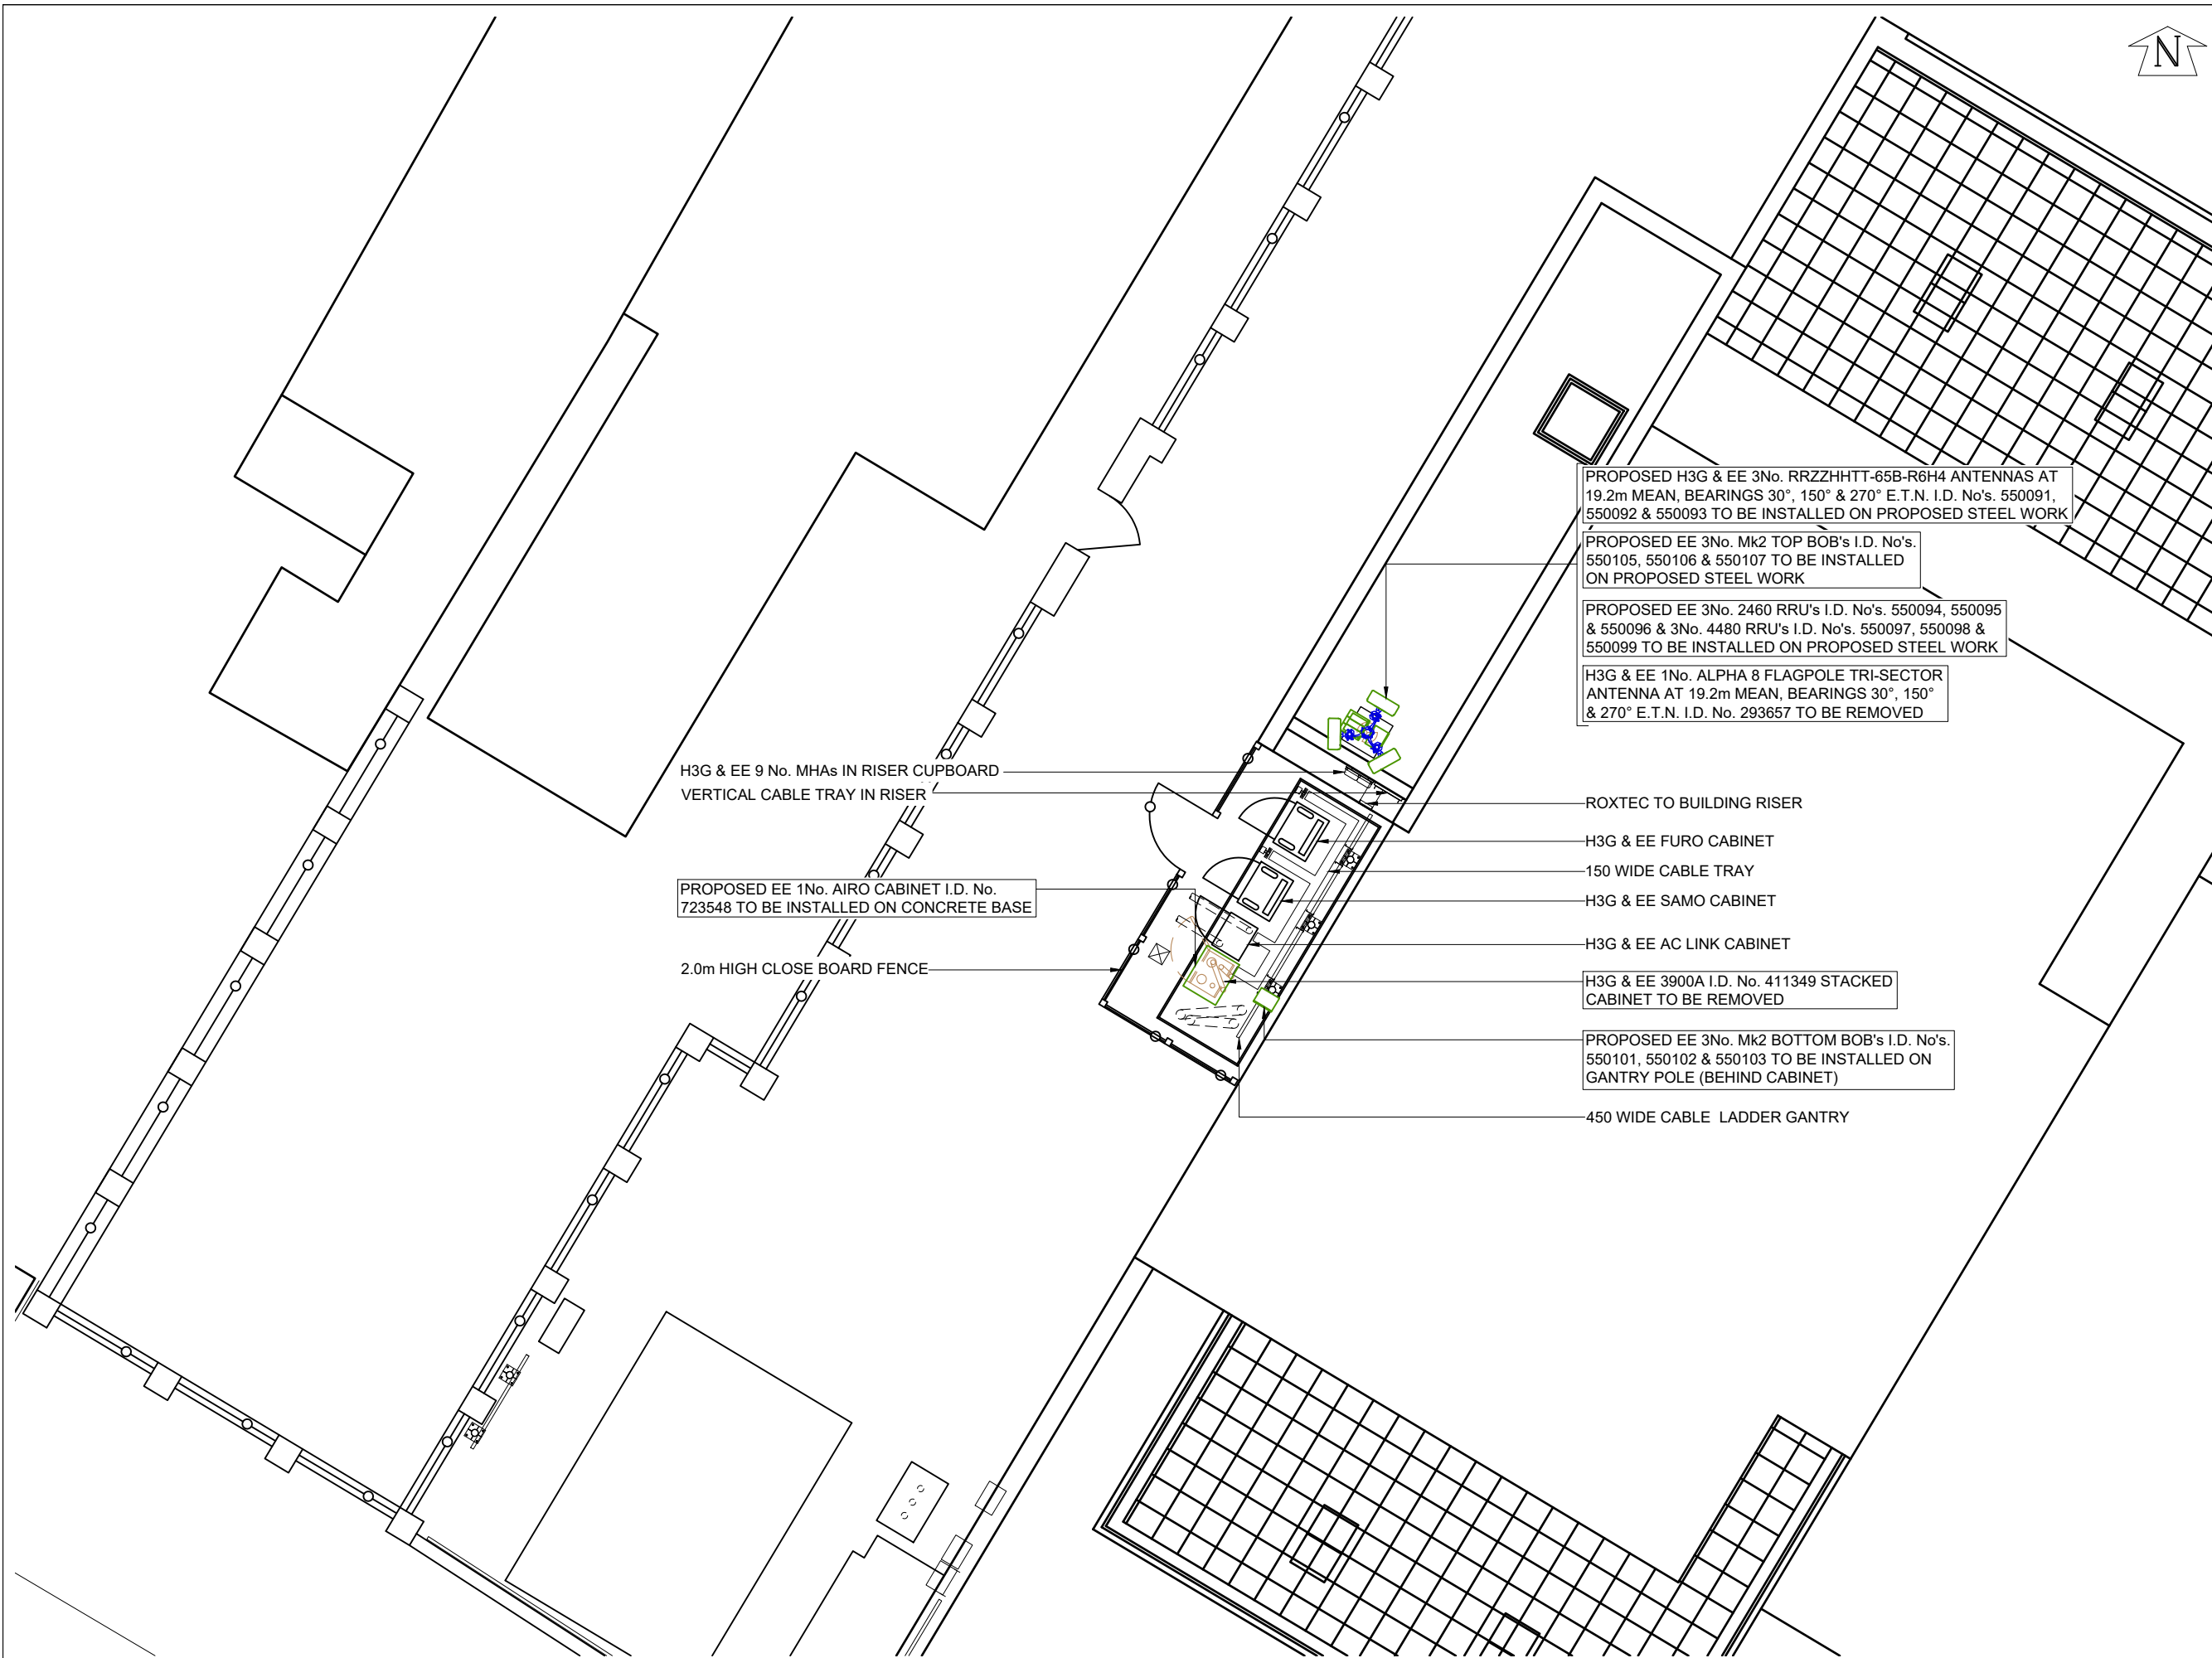 N
PROPOSED H3G & EE 3No. RRZZHHTT-65B-R6H4 ANTENNAS AT
19.2m MEAN, BEARINGS 30°, 150° & 270° E.T.N. I.D. No's. 550091,
550092 & 550093 TO BE INSTALLED ON PROPOSED STEEL WORK
PROPOSED EE 3No. Mk2 TOP BOB's I.D. No's.
550105, 550106 & 550107 TO BE INSTALLED
ON PROPOSED STEEL WORK
PROPOSED EE 3No. 2460 RRU's I.D. No's. 550094, 550095
& 550096 & 3No. 4480 RRU's I.D. No's. 550097, 550098 &
550099 TO BE INSTALLED ON PROPOSED STEEL WORK
H3G & EE 1No. ALPHA 8 FLAGPOLE TRI-SECTOR
ANTENNA AT 19.2m MEAN, BEARINGS 30°, 150°
& 270° E.T.N. I.D. No. 293657 TO BE REMOVED
H3G & EE 9 No. MHAs IN RISER CUPBOARD
VERTICAL CABLE TRAY IN RISER
PROPOSED EE 1No. AIRO CABINET I.D. No.
723548 TO BE INSTALLED ON CONCRETE BASE
2.0m HIGH CLOSE BOARD FENCE
ROXTEC TO BUILDING RISER
H3G & EE FURO CABINET
150 WIDE CABLE TRAY
H3G & EE SAMO CABINET
H3G & EE AC LINK CABINET
H3G & EE 3900A I.D. No. 411349 STACKED
CABINET TO BE REMOVED
PROPOSED EE 3No. Mk2 BOTTOM BOB's I.D. No's.
550101, 550102 & 550103 TO BE INSTALLED ON
GANTRY POLE (BEHIND CABINET)
450 WIDE CABLE LADDER GANTRY